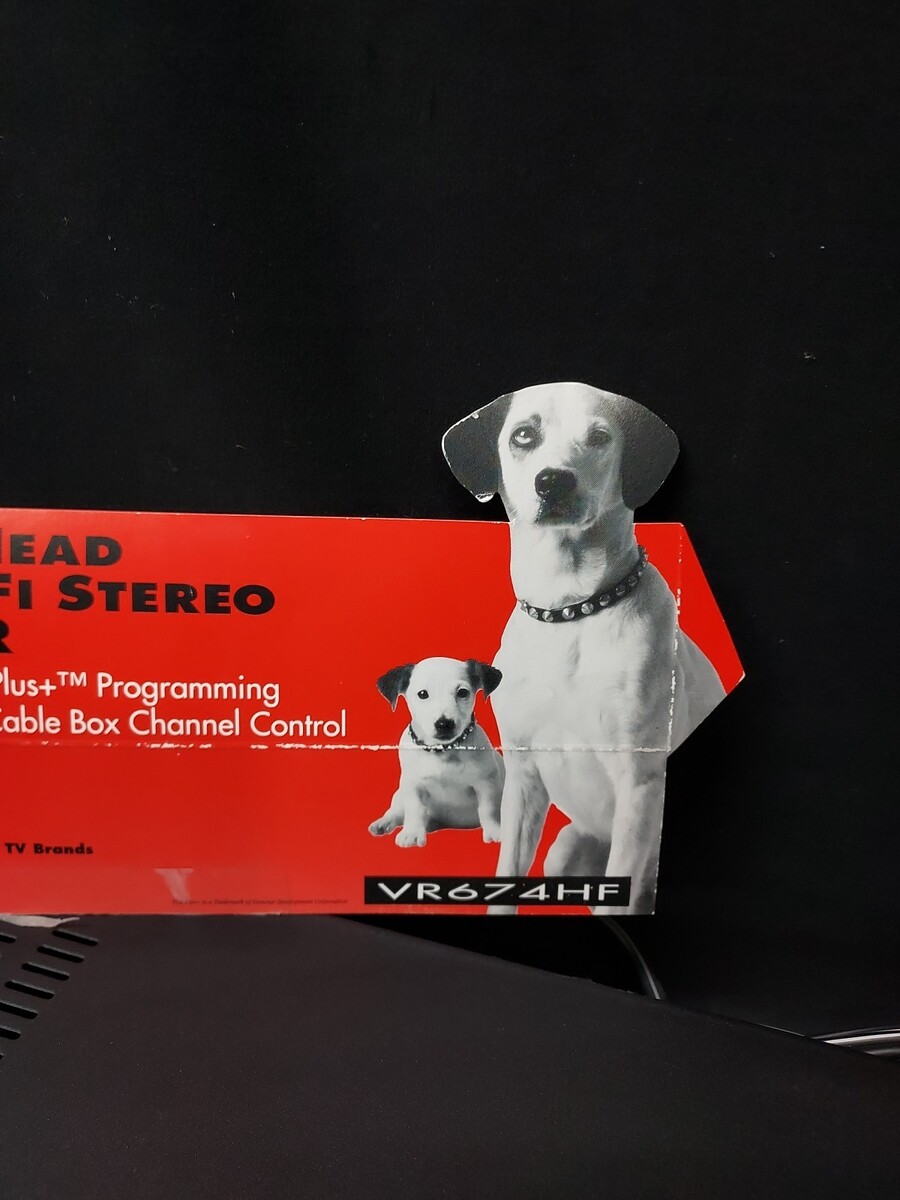 HEAD
FI STEREO
R
Plus+™ Programming
Cable Box Channel Control
TV Brands
VR674HF